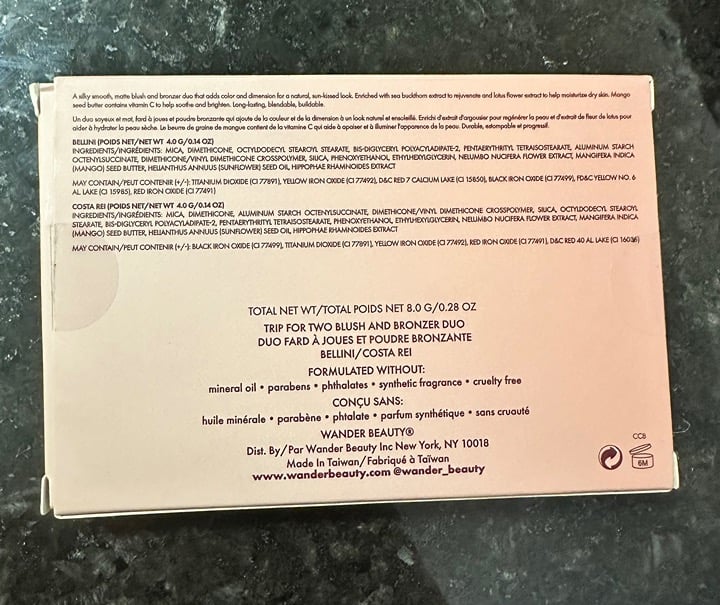 A silky smooth, matte blush and bronzer duo that adds color and dimension for a natural, sun-kissed look. Enriched with sea buckthorn extract to rejuvenate and lotus flower extract to help moisturize dry skin. Mango
seed butter contains vitamin C to help soothe and brighten. Long-lasting, blendable, buildable.
Un duo soyeux et mat, fard à joues et poudre bronzante qui ajoute de la couleur et de la dimension à un look naturel et ensoleillé. Enrichi d'extrait d'argousier pour régénérer la peau et d'extrait de fleur de lotus pour
aider à hydrater la peau sèche. Le beurre de graine de mangue contient de la vitamine C qui aide à apaiser et à illuminer l'apparence de la peau. Durable, estompable et progressif.
BELLINI (POIDS NET/NET WT 4.0 G/0.14 OZ)
INGREDIENTS/INGRÉDIENTS: MICA, DIMETHICONE, OCTYLDODECYL STEAROYL STEARATE, BIS-DIGLYCERYL POLYACYLADIPATE-2, PENTAERYTHRITYL TETRAISOSTEARATE, ALUMINUM STARCH
OCTENYLSUCCINATE, DIMETHICONE/VINYL DIMETHICONE CROSSPOLYMER, SILICA, PHENOXYETHANOL, ETHYLHEXYLGLYCERIN, NELUMBO NUCIFERA FLOWER EXTRACT, MANGIFERA INDICA
(MANGO) SEED BUTTER, HELIANTHUS ANNUUS (SUNFLOWER) SEED OIL, HIPPOPHAE RHAMNOIDES EXTRACT
MAY CONTAIN/PEUT CONTENIR (+/-): TITANIUM DIOXIDE (CI 77891), YELLOW IRON OXIDE (CI 77492), D&C RED 7 CALCIUM LAKE (CI 15850), BLACK IRON OXIDE (CI 77499), FD&C YELLOW NO. 6
AL LAKE (CI 15985), RED IRON OXIDE (CI 77491)
COSTA REI (POIDS NET/NET WT 4.0 G/0.14 OZ)
INGREDIENTS/INGRÉDIENTS: MICA, DIMETHICONE, ALUMINUM STARCH OCTENYLSUCCINATE, DIMETHICONE/VINYL DIMETHICONE CROSSPOLYMER, SILICA, OCTYLDODECYL STEAROYL
STEARATE, BIS-DIGLYCERYL POLYACYLADIPATE-2, PENTAERYTHRITYL TETRAISOSTEARATE, PHENOXYETHANOL, ETHYLHEXYLGLYCERIN, NELUMBO NUCIFERA FLOWER EXTRACT, MANGIFERA INDICA
(MANGO) SEED BUTTER, HELIANTHUS ANNUUS (SUNFLOWER) SEED OIL, HIPPOPHAE RHAMNOIDES EXTRACT
MAY CONTAIN/PEUT CONTENIR (+/-): BLACK IRON OXIDE (CI 77499), TITANIUM DIOXIDE (CI 77891), YELLOW IRON OXIDE (CI 77492), RED IRON OXIDE (CI 77491), D&C RED 40 AL LAKE (CI 16035)
TOTAL NET WT/TOTAL POIDS NET 8.0 G/0.28 OZ
TRIP FOR TWO BLUSH AND BRONZER DUO
DUO FARD À JOUES ET POUDRE BRONZANTE
BELLINI/COSTA REI
FORMULATED WITHOUT:
mineral oil • parabens • phthalates • synthetic fragrance • cruelty free
CONÇU SANS:
huile minérale • parabène • phtalate • parfum synthétique • sans cruauté
WANDER BEAUTY®
Dist. By/Par Wander Beauty Inc New York, NY 10018
Made In Taiwan/Fabriqué à Taïwan
www.wanderbeauty.com @wander_beauty
CCB
6M